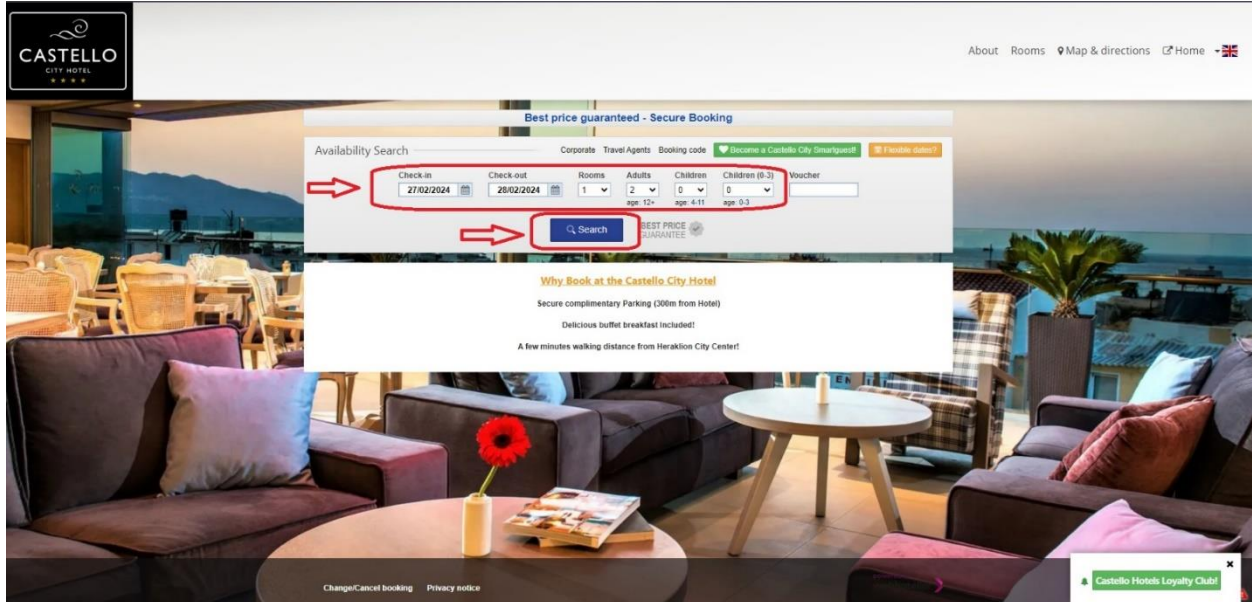 CASTELLO
CITY HOTEL
About Rooms Map & directions Home
Best price guaranteed - Secure Booking
Availability Search Corporate Travel Agents Booking code Became a Castello City Smartguest! Flexible dates?
Check-in Check-out Rooms Adults Children Children (0-3) Voucher
27/02/2024 28/02/2024 1 2 0 0
age: 12+ age: 4-11 age: 0-3
Search BEST PRICE
GUARANTEE
Why Book at the Castello City Hotel
Secure complimentary Parking (300m from Hotel)
Delicious buffet breakfast included!
A few minutes walking distance from Heraklion City Center!
Change/Cancel booking Privacy notice
Castello Hotels Loyalty Club!